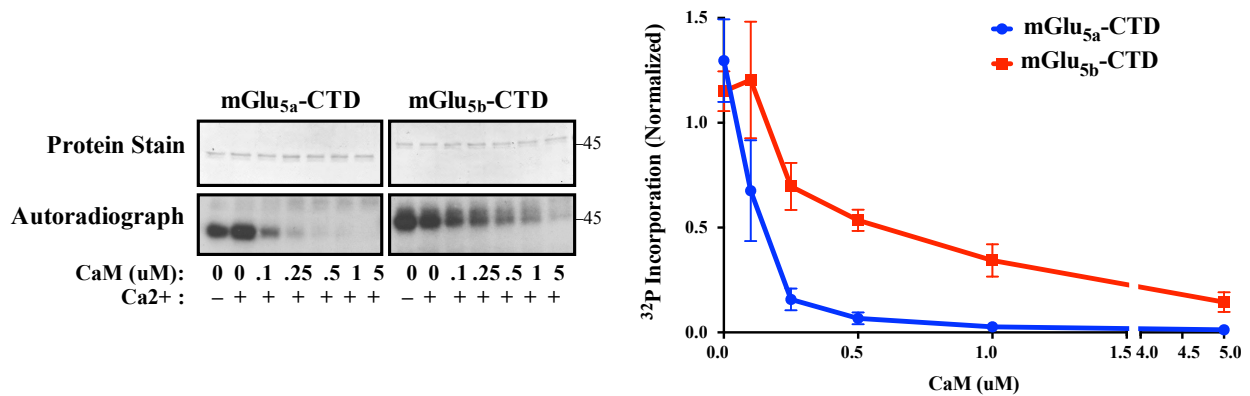 mGlu5a-CTD mGlu5b-CTD
Protein Stain
45
Autoradiograph
45
CaM (uM): 0 0 .1 .25 .5 1 5 0 0 .1 .25 .5 1 5
Ca2+ : – + + + + + + – + + + + + +
mGlu5a-CTD
mGlu5b-CTD
32P Incorporation (Normalized)
1.5
1.0
0.5
0.0
0.0 0.5 1.0 1.5 4.0 4.5 5.0
CaM (uM)